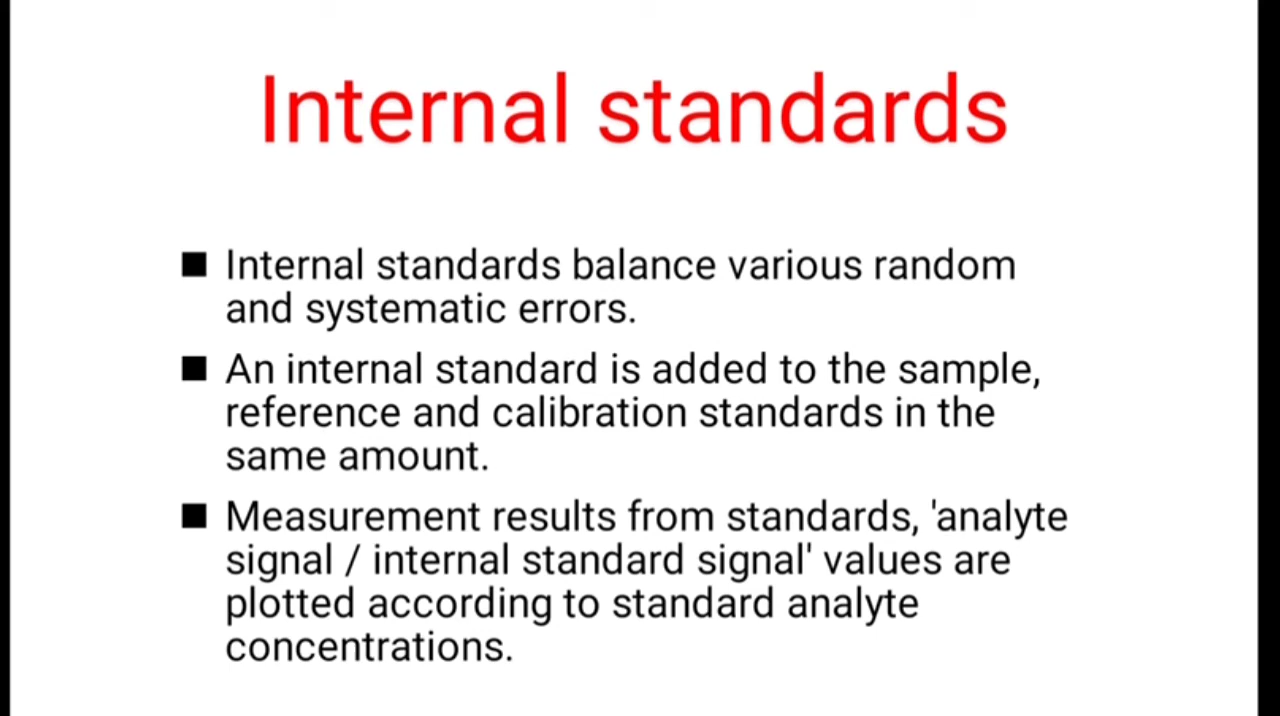 Internal standards
■ Internal standards balance various random
and systematic errors.
■ An internal standard is added to the sample,
reference and calibration standards in the
same amount.
■ Measurement results from standards, 'analyte
signal / internal standard signal' values are
plotted according to standard analyte
concentrations.